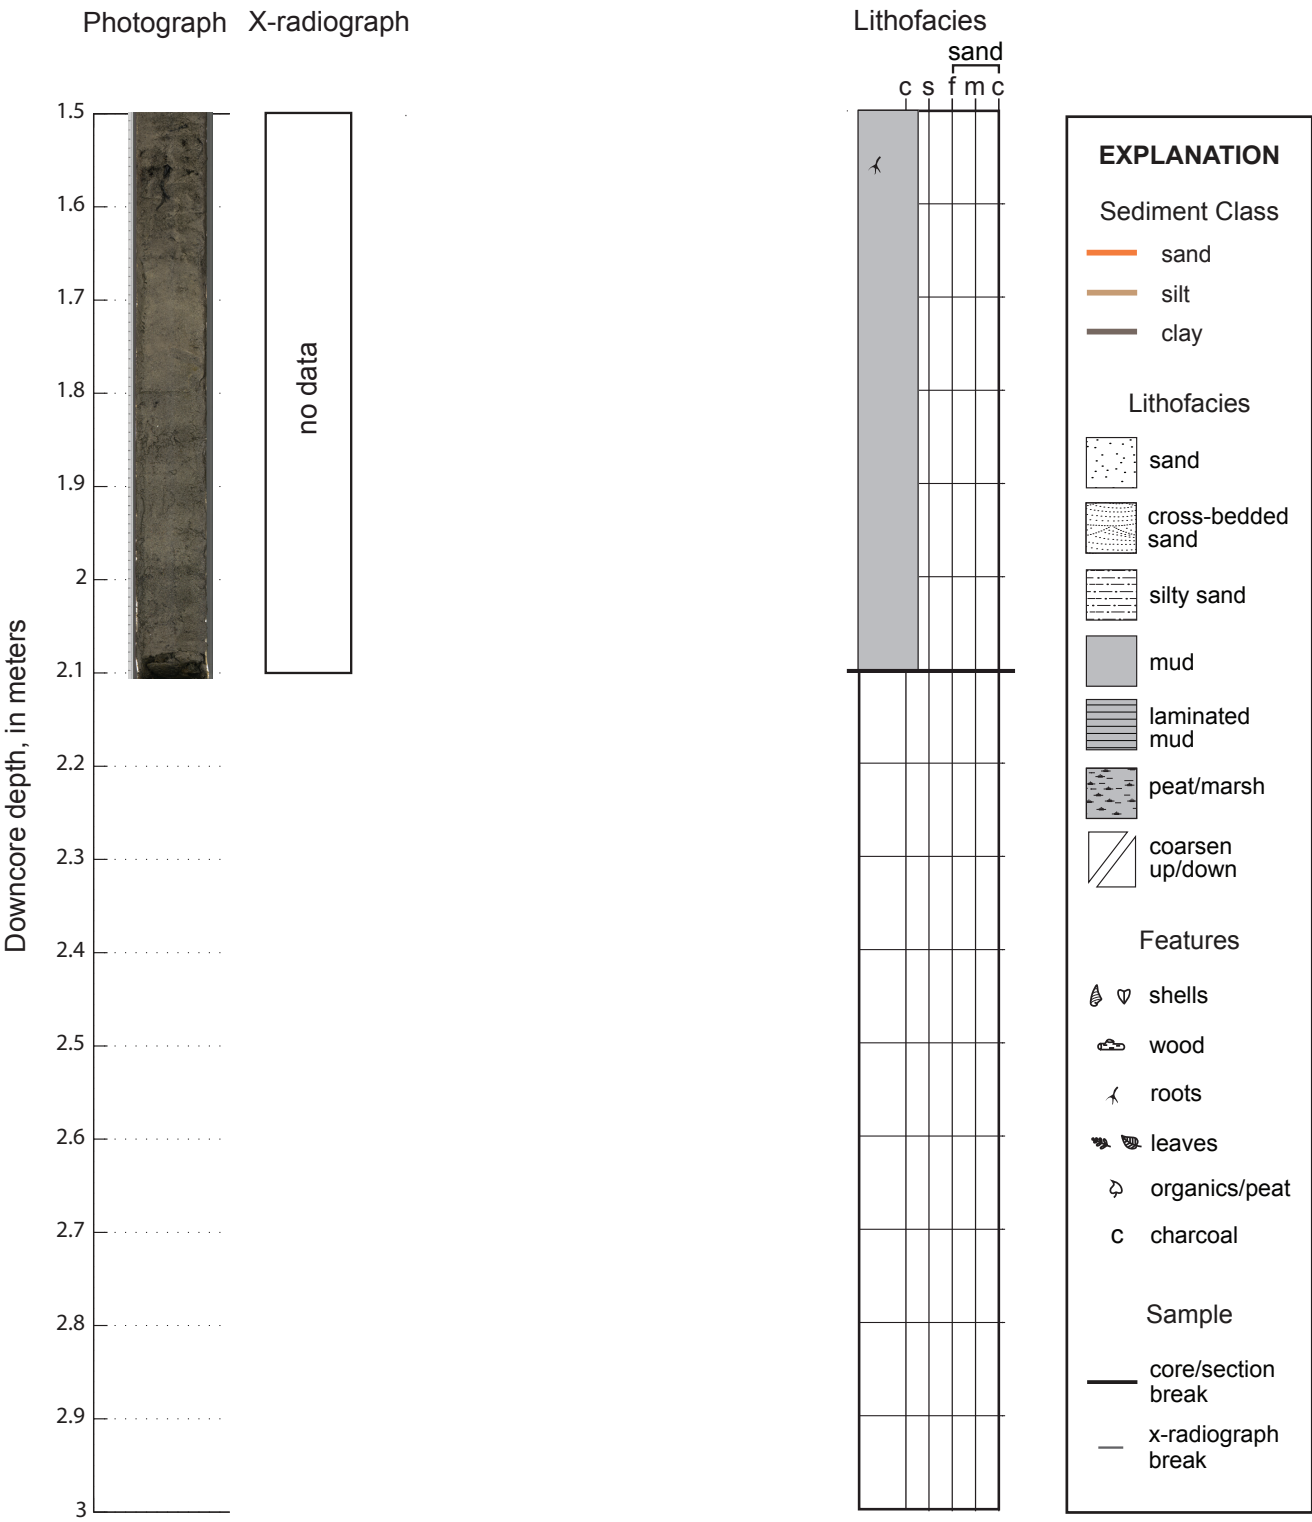 Photograph X-radiograph
Lithofacies
sand
c s f m c
1.5
1.6
1.7
1.8
1.9
2
2.1
2.2
2.3
2.4
2.5
2.6
2.7
2.8
2.9
3
Downcore depth, in meters
no data
EXPLANATION
Sediment Class
sand
silt
clay
Lithofacies
sand
cross-bedded
sand
silty sand
mud
laminated
mud
peat/marsh
coarsen
up/down
Features
shells
wood
roots
leaves
organics/peat
c charcoal
Sample
core/section
break
x-radiograph
break